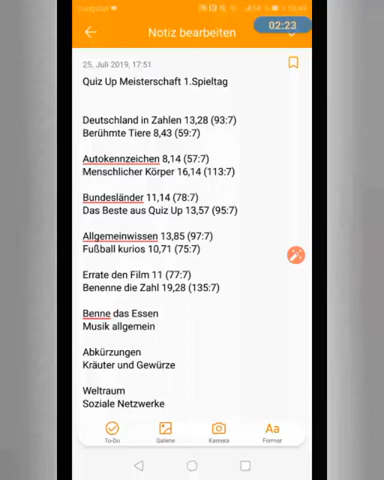 02:23
Notiz bearbeiten
25. Juli 2019, 17:51
Quiz Up Meisterschaft 1.Spieltag
Deutschland in Zahlen 13,28 (93:7)
Berühmte Tiere 8,43 (59:7)
Autokennzeichen 8,14 (57:7)
Menschlicher Körper 16,14 (113:7)
Bundesländer 11,14 (78:7)
Das Beste aus Quiz Up 13,57 (95:7)
Allgemeinwissen 13,85 (97:7)
Fußball kurios 10,71 (75:7)
Errate den Film 11 (77:7)
Benenne die Zahl 19,28 (135:7)
Benne das Essen
Musik allgemein
Abkürzungen
Kräuter und Gewürze
Weltraum
Soziale Netzwerke
Aa
To-Do Galerie Kamera Format